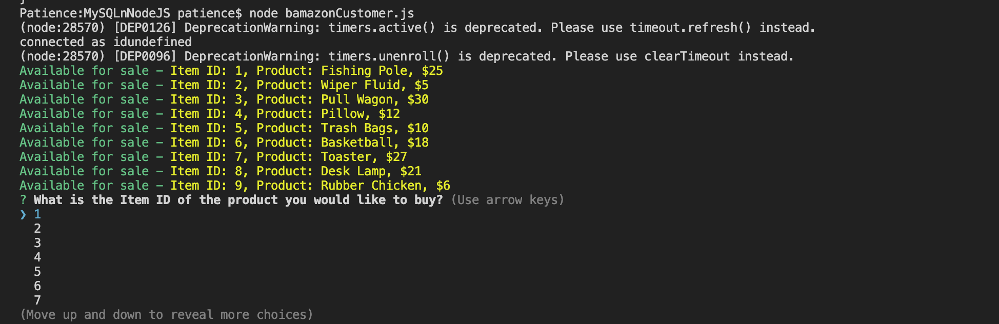 }
Patience:MySQLnNodeJS patience$ node bamazonCustomer.js
(node:28570) [DEP0126] DeprecationWarning: timers.active() is deprecated. Please use timeout.refresh() instead.
connected as idundefined
(node:28570) [DEP0096] DeprecationWarning: timers.unenroll() is deprecated. Please use clearTimeout instead.
Available for sale - Item ID: 1, Product: Fishing Pole, $25
Available for sale - Item ID: 2, Product: Wiper Fluid, $5
Available for sale - Item ID: 3, Product: Pull Wagon, $30
Available for sale - Item ID: 4, Product: Pillow, $12
Available for sale - Item ID: 5, Product: Trash Bags, $10
Available for sale - Item ID: 6, Product: Basketball, $18
Available for sale - Item ID: 7, Product: Toaster, $27
Available for sale - Item ID: 8, Product: Desk Lamp, $21
Available for sale - Item ID: 9, Product: Rubber Chicken, $6
? What is the Item ID of the product you would like to buy? (Use arrow keys)
❯ 1
2
3
4
5
6
7
(Move up and down to reveal more choices)